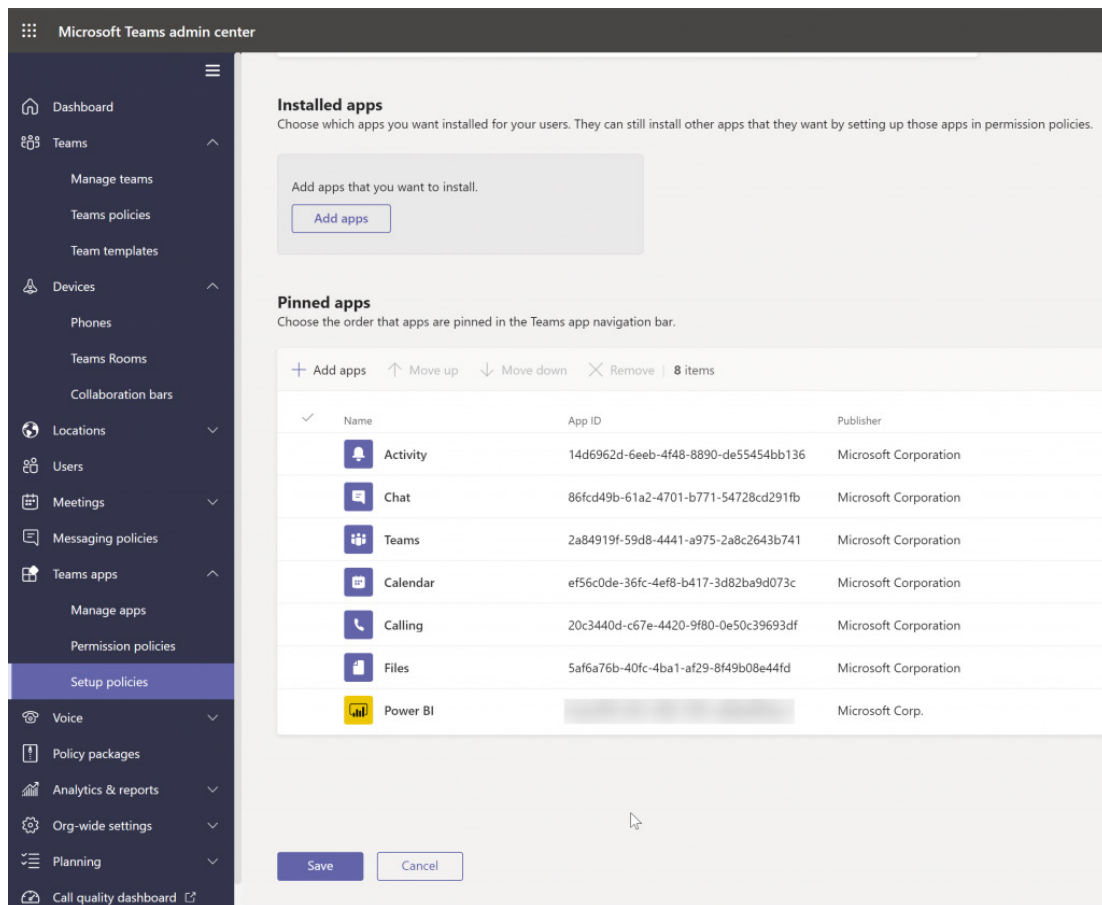 Microsoft Teams admin center
Dashboard
Teams
Manage teams
Teams policies
Team templates
Devices
Phones
Teams Rooms
Collaboration bars
Locations
Users
Meetings
Messaging policies
Teams apps
Manage apps
Permission policies
Setup policies
Voice
Policy packages
Analytics & reports
Org-wide settings
Planning
Call quality dashboard
Installed apps
Choose which apps you want installed for your users. They can still install other apps that they want by setting up those apps in permission policies.
Add apps that you want to install.
Add apps
Pinned apps
Choose the order that apps are pinned in the Teams app navigation bar.
Add apps Move up Move down Remove | 8 items
Name App ID Publisher
Activity 14d6962d-6eeb-4f48-8890-de55454bb136 Microsoft Corporation
Chat 86fcd49b-61a2-4701-b771-54728cd291fb Microsoft Corporation
Teams 2a84919f-59d8-4441-a975-2a8c2643b741 Microsoft Corporation
Calendar ef56c0de-36fc-4ef8-b417-3d82ba9d073c Microsoft Corporation
Calling 20c3440d-c67e-4420-9f80-0e50c39693df Microsoft Corporation
Files 5af6a76b-40fc-4ba1-af29-8f49b08e44fd Microsoft Corporation
Power BI Microsoft Corp.
Save Cancel